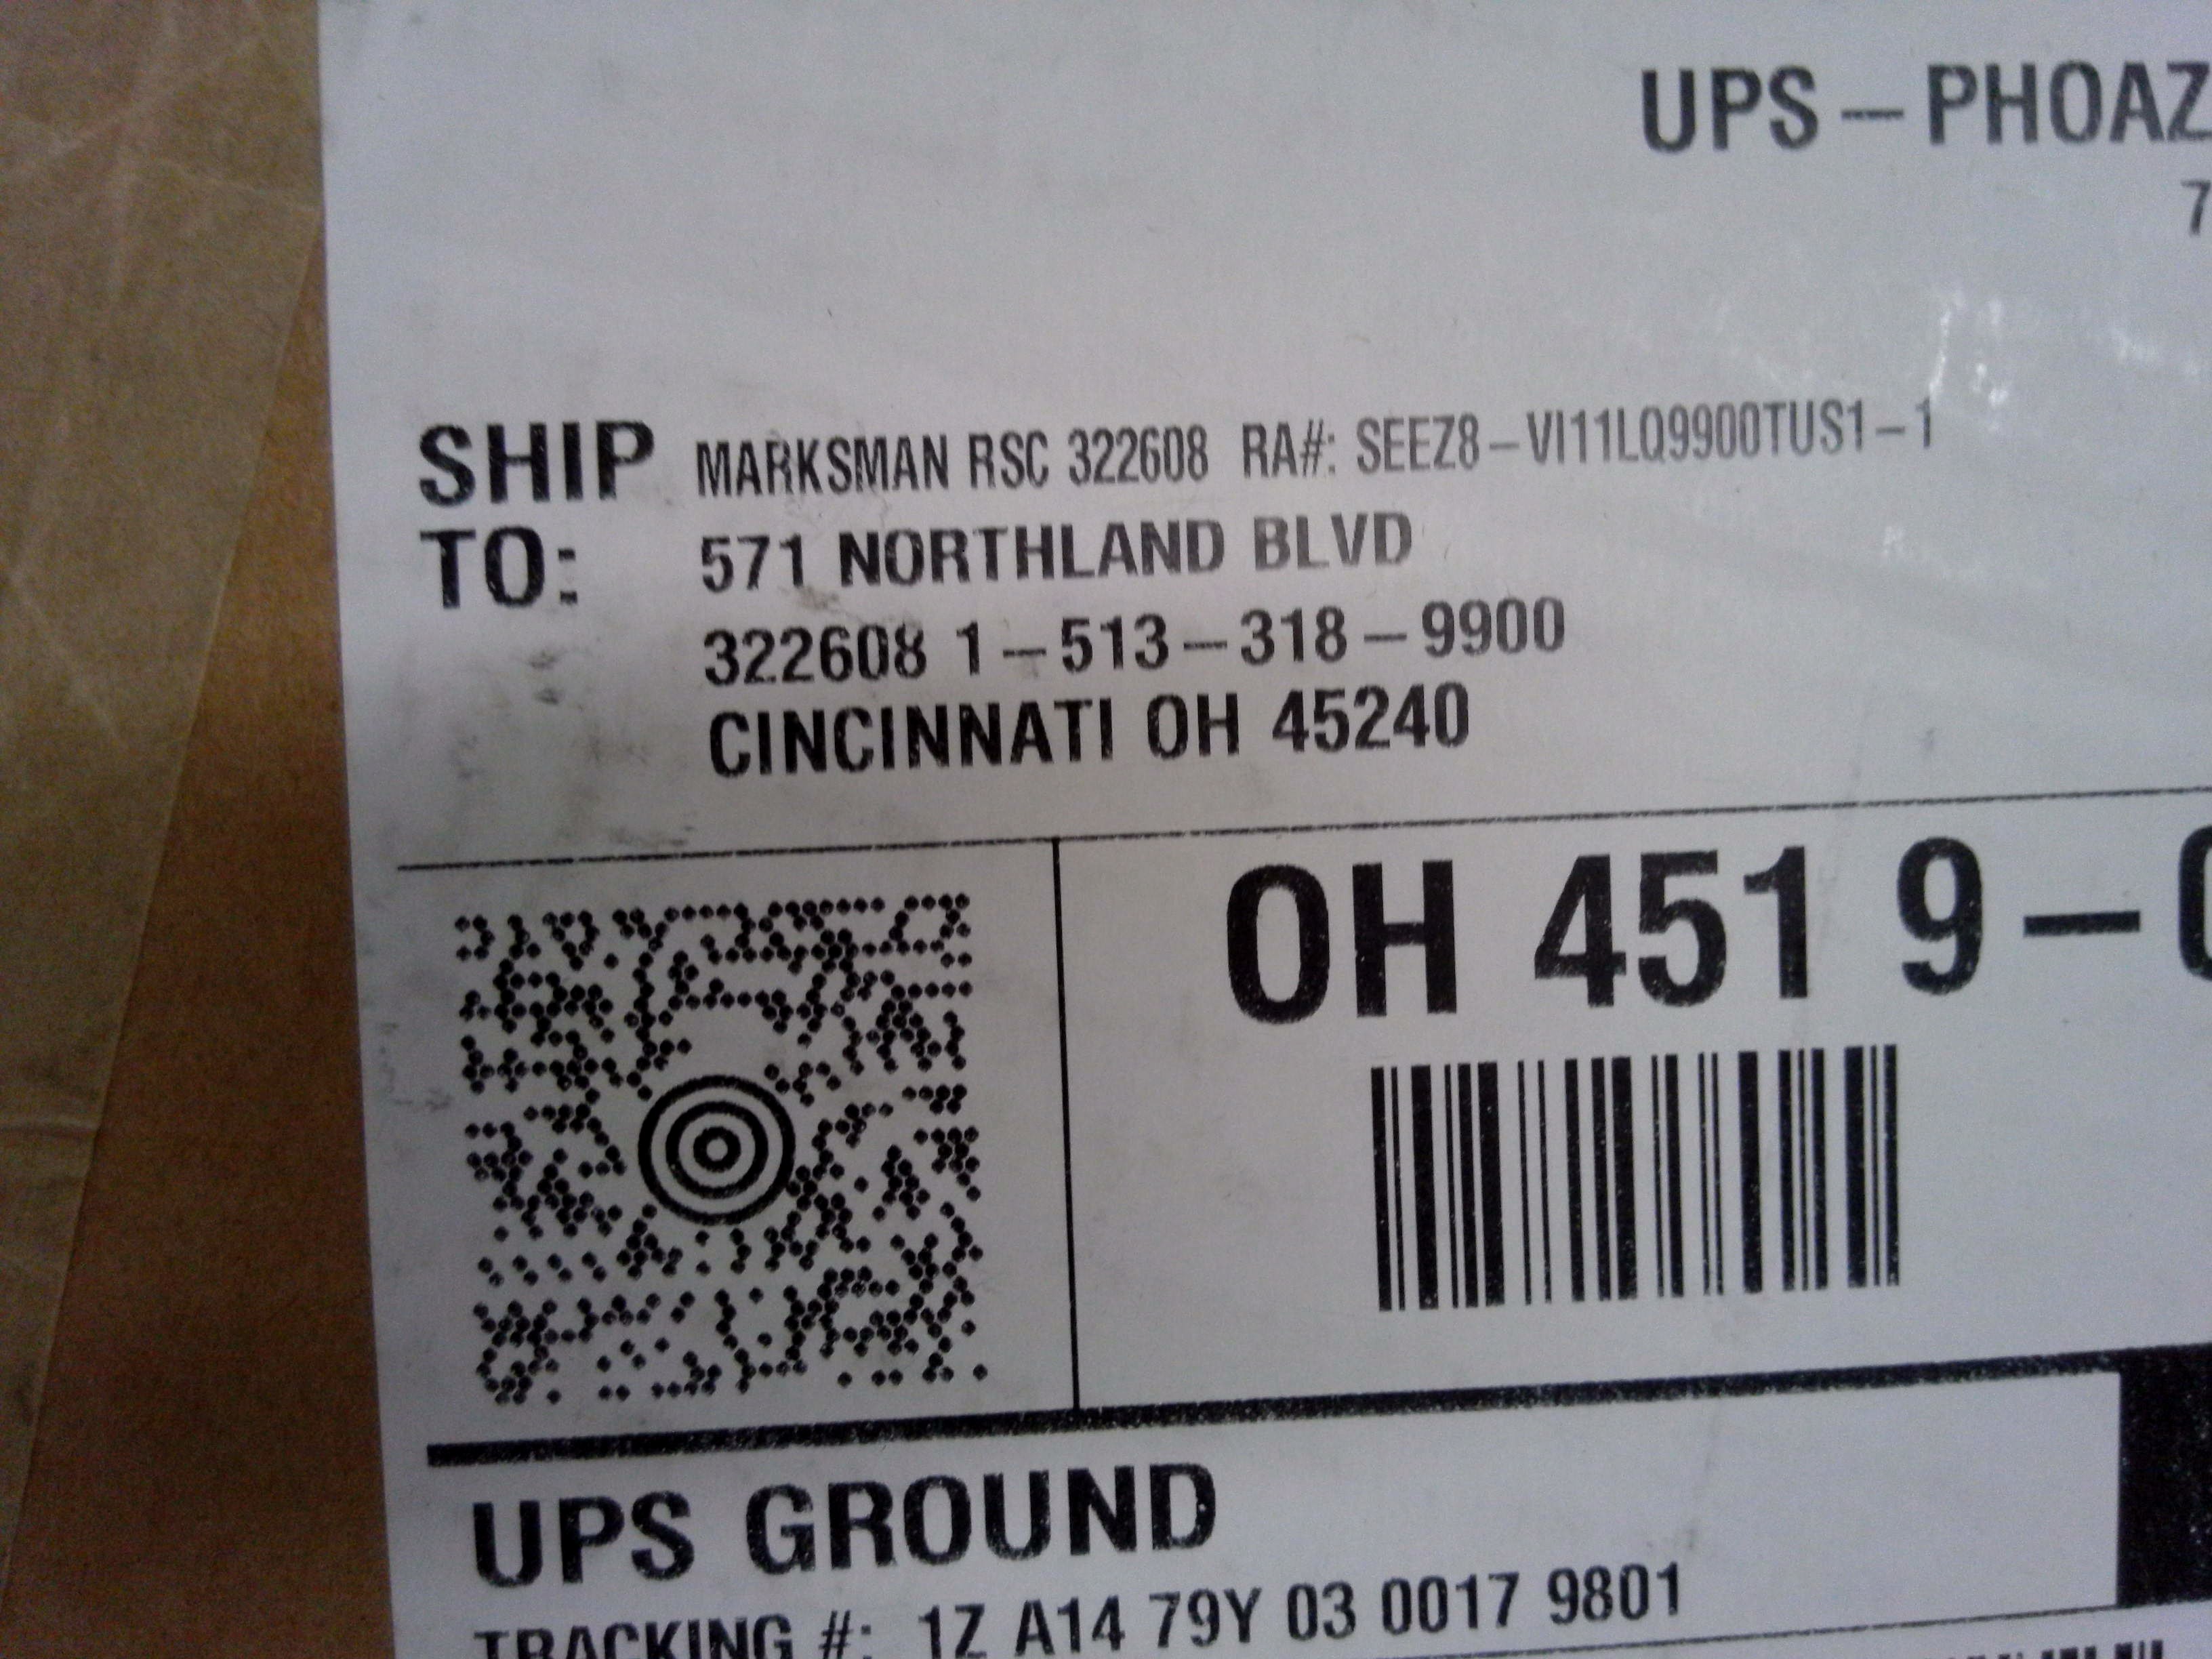 UPS - PHOAZ
7
SHIP MARKSMAN RSC 322608 RA#: SEEZ8-VI11LQ9900TUS1-1
TO: 571 NORTHLAND BLVD
322608 1-513-318-9900
CINCINNATI OH 45240
OH 451 9-0
UPS GROUND
TRACKING #: 1Z A14 79Y 03 0017 9801